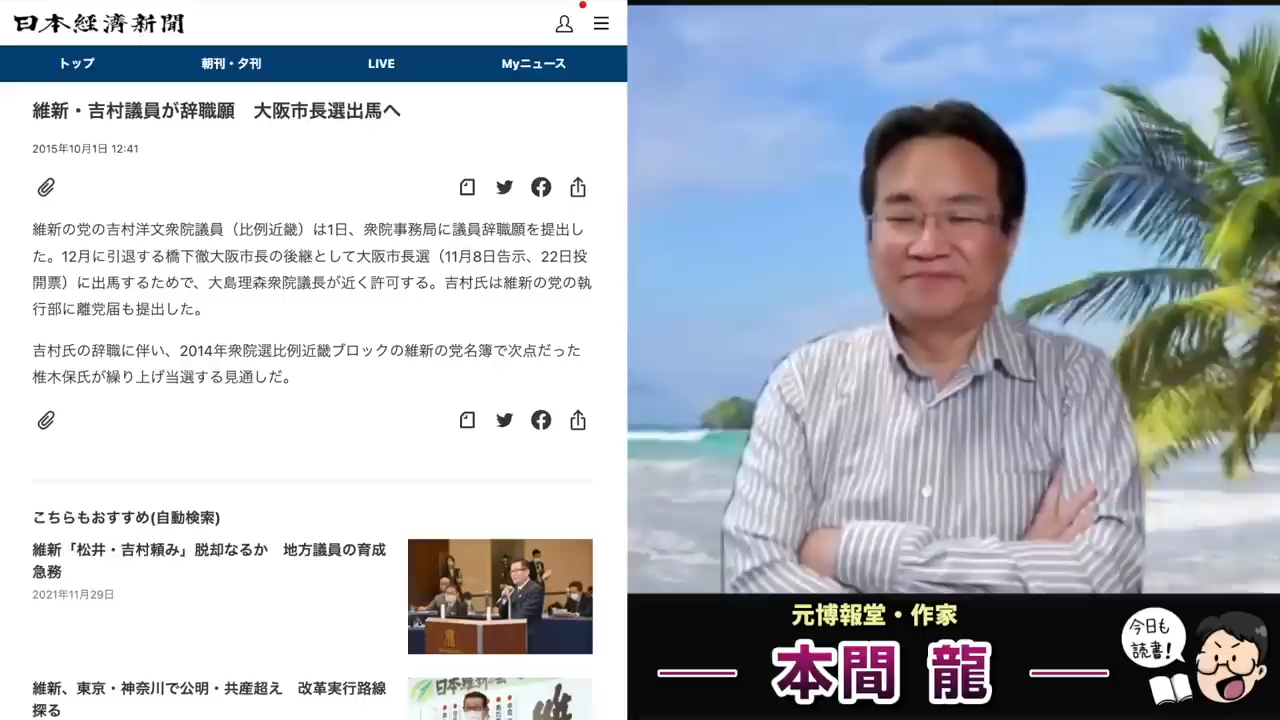 日本経済新聞
トップ
朝刊・夕刊
LIVE
Myニュース
維新・吉村議員が辞職願　大阪市長選出馬へ
2015年10月1日 12:41
維新の党の吉村洋文衆院議員（比例近畿）は1日、衆院事務局に議員辞職願を提出し
た。12月に引退する橋下徹大阪市長の後継として大阪市長選（11月8日告示、22日投
開票）に出馬するためで、大島理森衆院議長が近く許可する。吉村氏は維新の党の執
行部に離党届も提出した。
吉村氏の辞職に伴い、2014年衆院選比例近畿ブロックの維新の党名簿で次点だった
椎木保氏が繰り上げ当選する見通しだ。
こちらもおすすめ(自動検索)
維新「松井・吉村頼み」脱却なるか　地方議員の育成
急務
2021年11月29日
維新、東京・神奈川で公明・共産超え　改革実行路線
探る
元博報堂・作家
本間 龍
今日も
読書!